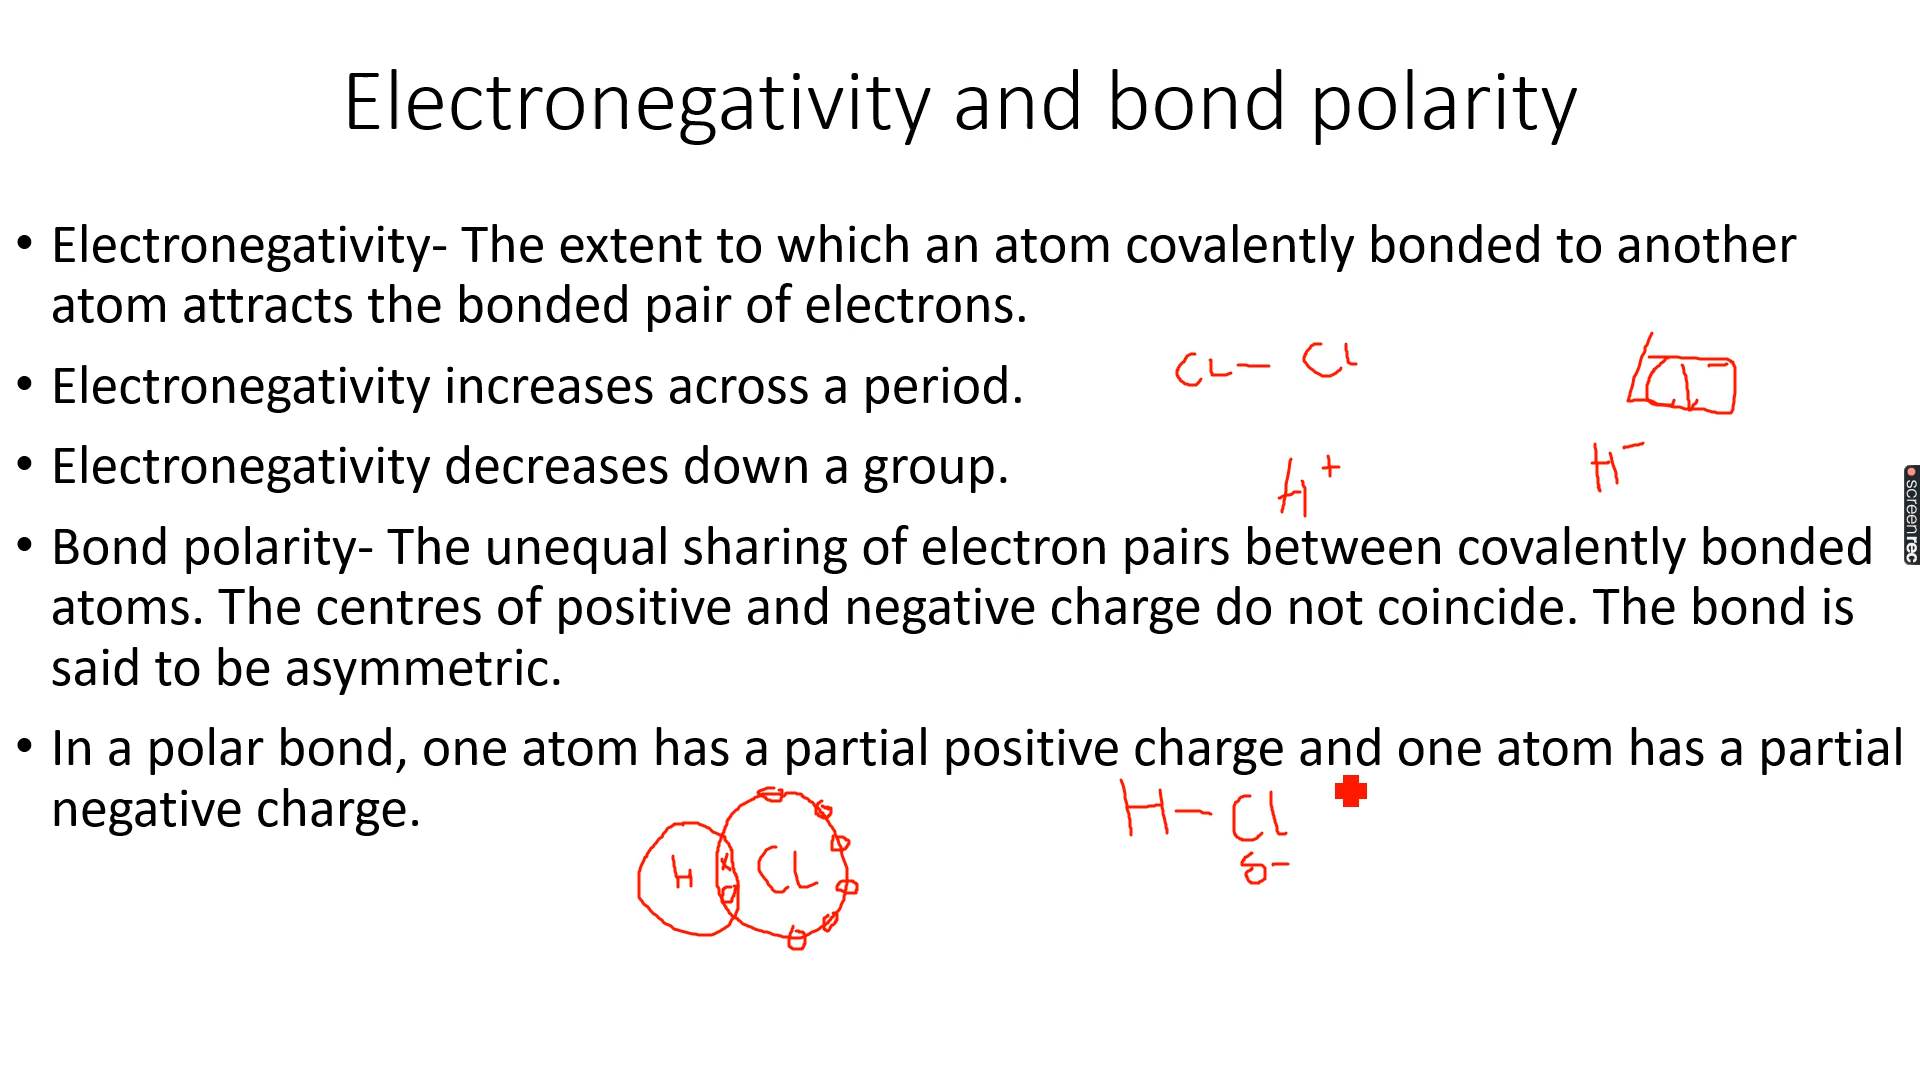 Electronegativity and bond polarity
• Electronegativity- The extent to which an atom covalently bonded to another
atom attracts the bonded pair of electrons.
CL – Cl
Cl⁻
• Electronegativity increases across a period.
• Electronegativity decreases down a group.
H⁺
H⁻
• Bond polarity- The unequal sharing of electron pairs between covalently bonded
atoms. The centres of positive and negative charge do not coincide. The bond is
said to be asymmetric.
• In a polar bond, one atom has a partial positive charge and one atom has a partial
negative charge.
H – Cl
δ–
H x CL
screenrec